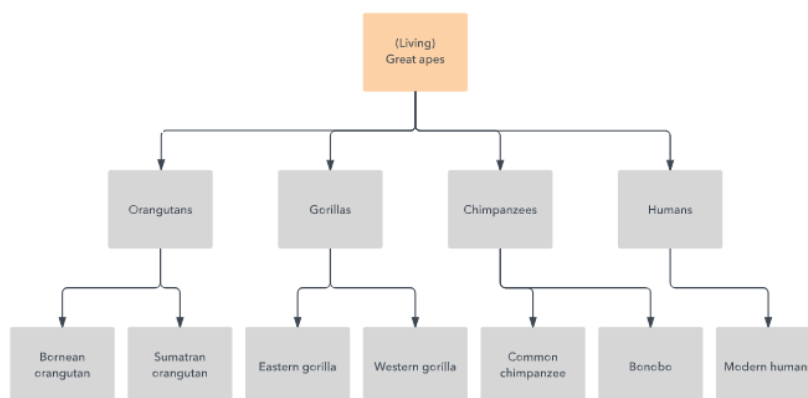 (Living)
Great apes
Orangutans
Gorillas
Chimpanzees
Humans
Bornean
orangutan
Sumatran
orangutan
Eastern gorilla
Western gorilla
Common
chimpanzee
Bonobo
Modern human